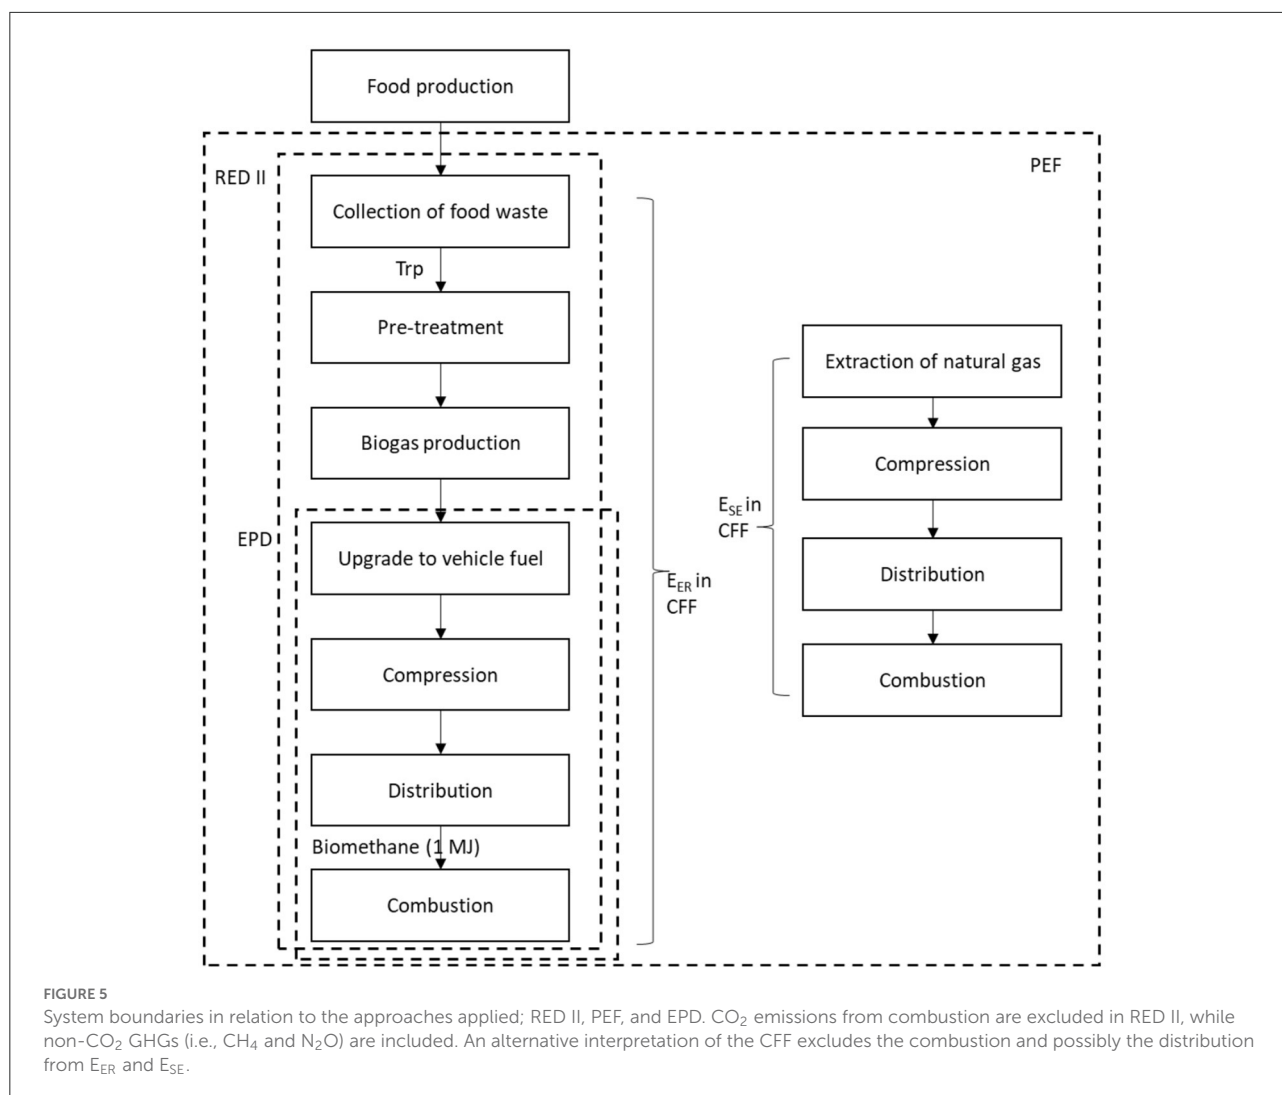 Food production
RED II
PEF
Collection of food waste
Trp
Pre-treatment
Biogas production
EPD
Upgrade to vehicle fuel
Compression
Distribution
Biomethane (1 MJ)
Combustion
E_ER in
CFF
E_SE in
CFF
Extraction of natural gas
Compression
Distribution
Combustion
FIGURE 5
System boundaries in relation to the approaches applied; RED II, PEF, and EPD. CO₂ emissions from combustion are excluded in RED II, while
non-CO₂ GHGs (i.e., CH₄ and N₂O) are included. An alternative interpretation of the CFF excludes the combustion and possibly the distribution
from E_ER and E_SE.